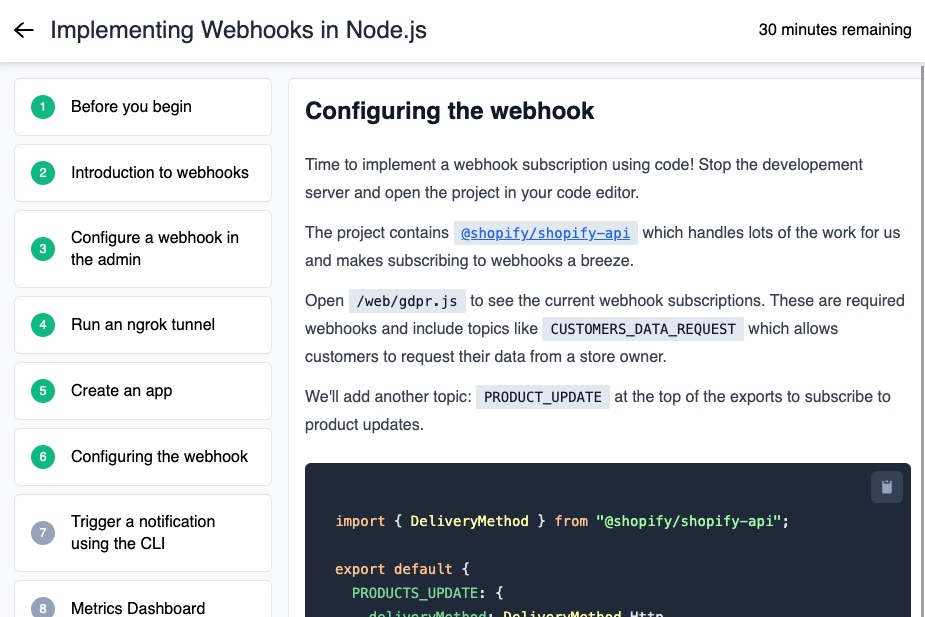 Implementing Webhooks in Node.js
30 minutes remaining
1 Before you begin
2 Introduction to webhooks
3 Configure a webhook in
the admin
4 Run an ngrok tunnel
5 Create an app
6 Configuring the webhook
7 Trigger a notification
using the CLI
8 Metrics Dashboard
Configuring the webhook
Time to implement a webhook subscription using code! Stop the developement
server and open the project in your code editor.
The project contains @shopify/shopify-api which handles lots of the work for us
and makes subscribing to webhooks a breeze.
Open /web/gdpr.js to see the current webhook subscriptions. These are required
webhooks and include topics like CUSTOMERS_DATA_REQUEST which allows
customers to request their data from a store owner.
We'll add another topic: PRODUCT_UPDATE at the top of the exports to subscribe to
product updates.
import { DeliveryMethod } from "@shopify/shopify-api";
export default {
PRODUCTS_UPDATE: {
deliveryMethod: DeliveryMethod.Http,